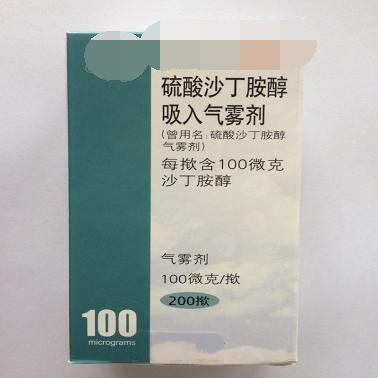 硫酸沙丁胺醇
吸入气雾剂
(曾用名:硫酸沙丁胺醇
气雾剂)
每揿含100微克
沙丁胺醇
气雾剂
100微克/揿
200揿
100
micrograms